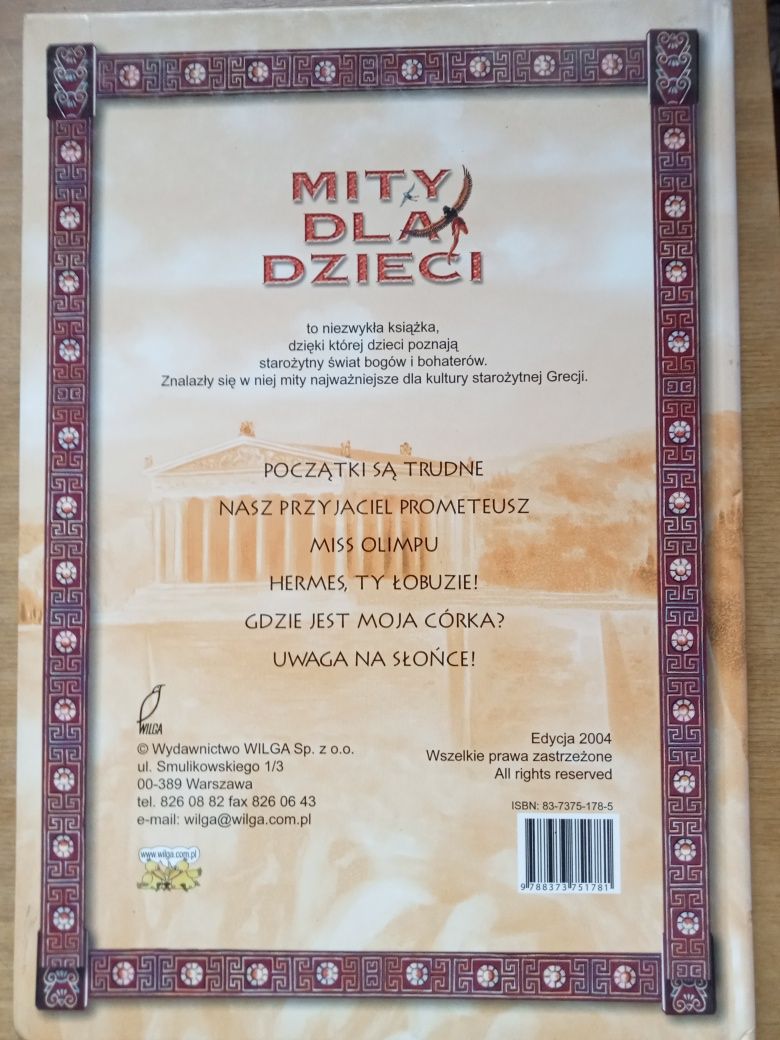 MITY
DLA
DZIECI
to niezwykła książka,
dzięki której dzieci poznają
starożytny świat bogów i bohaterów.
Znalazły się w niej mity najważniejsze dla kultury starożytnej Grecji.
POCZĄTKI SĄ TRUDNE
NASZ PRZYJACIEL PROMETEUSZ
MISS OLIMPU
HERMES, TY ŁOBUZIE!
GDZIE JEST MOJA CÓRKA?
UWAGA NA SŁOŃCE!
WILGA
© Wydawnictwo WILGA Sp. z o.o.
ul. Smulikowskiego 1/3
00-389 Warszawa
tel. 826 08 82 fax 826 06 43
e-mail: wilga@wilga.com.pl
www.wilga.com.pl
Edycja 2004
Wszelkie prawa zastrzeżone
All rights reserved
ISBN: 83-7375-178-5
9 788373 751781